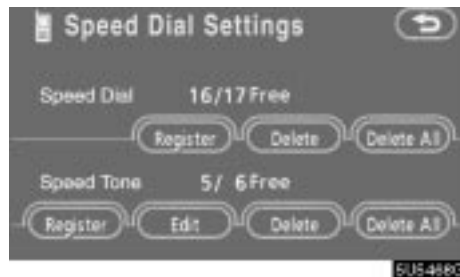 Speed Dial Settings
Speed Dial 16/17 Free
Register Delete Delete All
Speed Tone 5/ 6 Free
Register Edit Delete Delete All